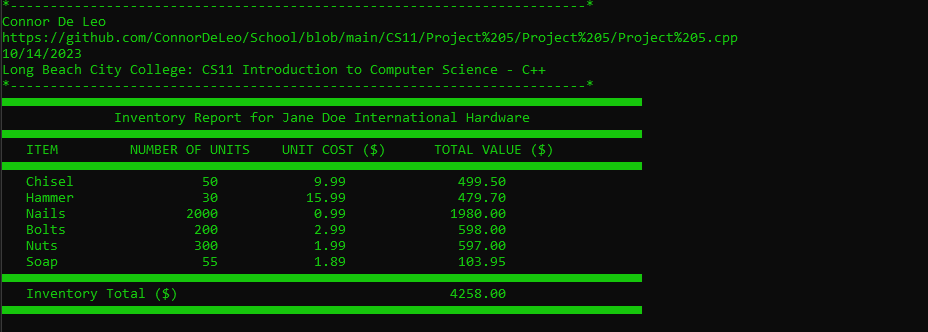 *------------------------------------------------------------------------*
Connor De Leo
https://github.com/ConnorDeLeo/School/blob/main/CS11/Project%205/Project%205/Project%205.cpp
10/14/2023
Long Beach City College: CS11 Introduction to Computer Science - C++
*------------------------------------------------------------------------*
Inventory Report for Jane Doe International Hardware
ITEM NUMBER OF UNITS UNIT COST ($) TOTAL VALUE ($)
Chisel 50 9.99 499.50
Hammer 30 15.99 479.70
Nails 2000 0.99 1980.00
Bolts 200 2.99 598.00
Nuts 300 1.99 597.00
Soap 55 1.89 103.95
Inventory Total ($) 4258.00